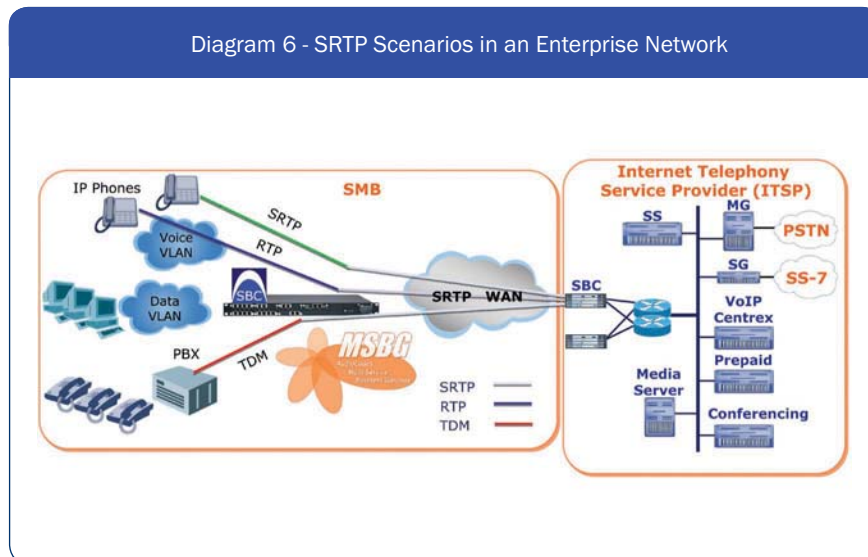 Diagram 6 - SRTP Scenarios in an Enterprise Network
IP Phones
SMB
SRTP
Voice
VLAN
RTP
SBC
Data
VLAN
SRTP WAN
PBX
TDM
MSBG
SRTP
RTP
TDM
Internet Telephony
Service Provider (ITSP)
SS
MG
PSTN
SBC
SG
SS-7
VoIP
Centrex
Prepaid
Media
Server
Conferencing